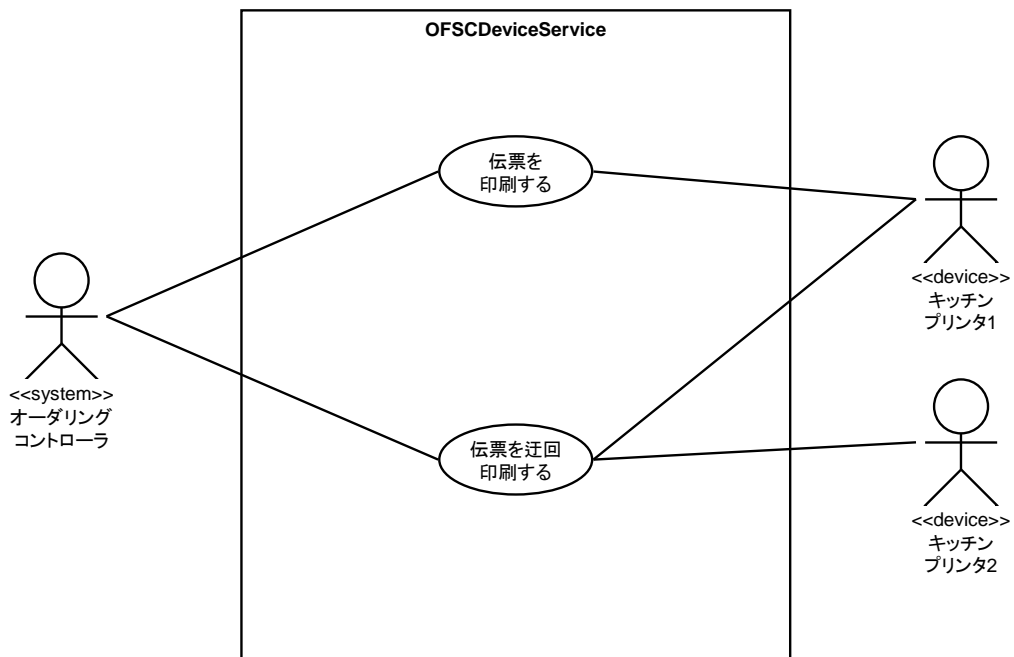 OFSCDeviceService
伝票を
印刷する
<<device>>
キッチン
プリンタ1
<<system>>
オーダリング
コントローラ
伝票を迂回
印刷する
<<device>>
キッチン
プリンタ2